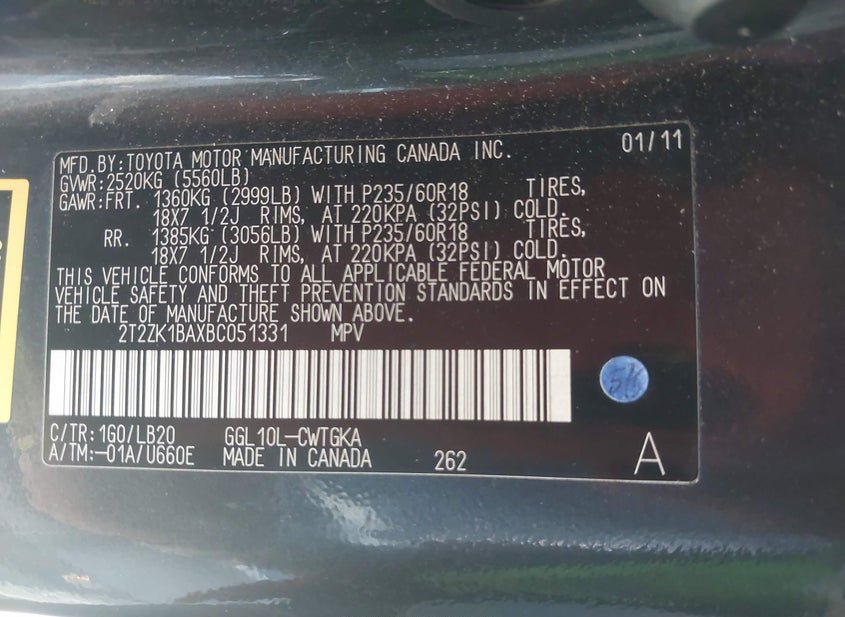 MFD.BY:TOYOTA MOTOR MANUFACTURING CANADA INC. 01/11
GVWR:2520KG (5560LB)
GAWR:FRT. 1360KG (2999LB) WITH P235/60R18 TIRES,
18X7 1/2J RIMS, AT 220KPA (32PSI) COLD.
RR. 1385KG (3056LB) WITH P235/60R18 TIRES,
18X7 1/2J RIMS, AT 220KPA (32PSI) COLD.
THIS VEHICLE CONFORMS TO ALL APPLICABLE FEDERAL MOTOR
VEHICLE SAFETY AND THEFT PREVENTION STANDARDS IN EFFECT ON
THE DATE OF MANUFACTURE SHOWN ABOVE.
2T2ZK1BAXBC051331 MPV
C/TR:1G0/LB20 GGL10L-CWTGKA
A/TM:-01A/U660E MADE IN CANADA 262 A